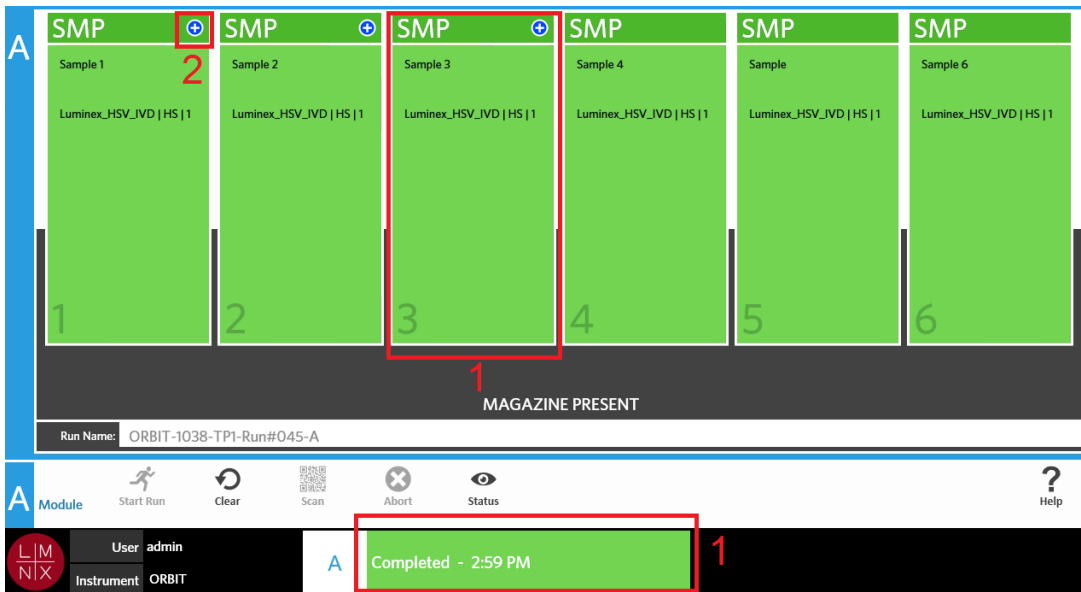 A
SMP SMP SMP SMP SMP SMP
2
Sample 1 Sample 2 Sample 3 Sample 4 Sample Sample 6
Luminex_HSV_IVD | HS | 1 Luminex_HSV_IVD | HS | 1 Luminex_HSV_IVD | HS | 1 Luminex_HSV_IVD | HS | 1 Luminex_HSV_IVD | HS | 1 Luminex_HSV_IVD | HS | 1
1 2 3 4 5 6
1
MAGAZINE PRESENT
Run Name: ORBIT-1038-TP1-Run#045-A
A Module Start Run Clear Scan Abort Status ? Help
LMNX
User admin
Instrument ORBIT
A
Completed - 2:59 PM
1